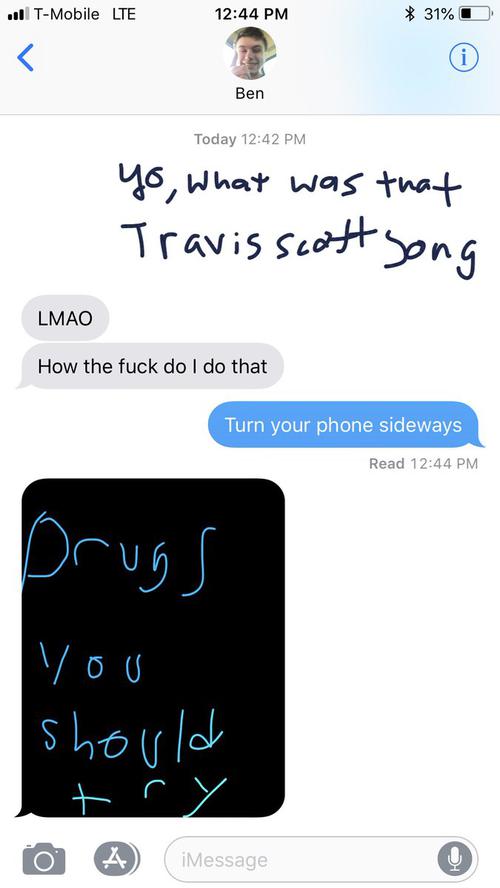 T-Mobile LTE 12:44 PM 31%
Ben
Today 12:42 PM
yo, what was that
Travis scott song
LMAO
How the fuck do I do that
Turn your phone sideways
Read 12:44 PM
Drugs
you
should
try
iMessage